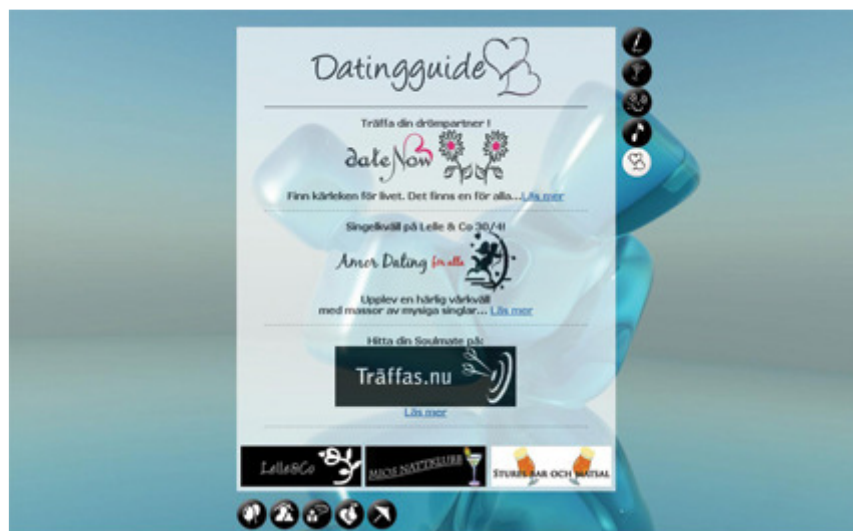 Datingguide
Träffa din drömpartner !
dateNow
Finn kärleken för livet. Det finns en för alla...Läs mer
Singelkväll på Lelle & Co 30/4!
Amor Dating för alla
Upplev en härlig vårkväll
med massor av mysiga singlar... Läs mer
Hitta din Soulmate på:
Träffas.nu
Läs mer
Lelle&Co
MIOS NATTKLUBB
STURES BAR OCH MATSAL